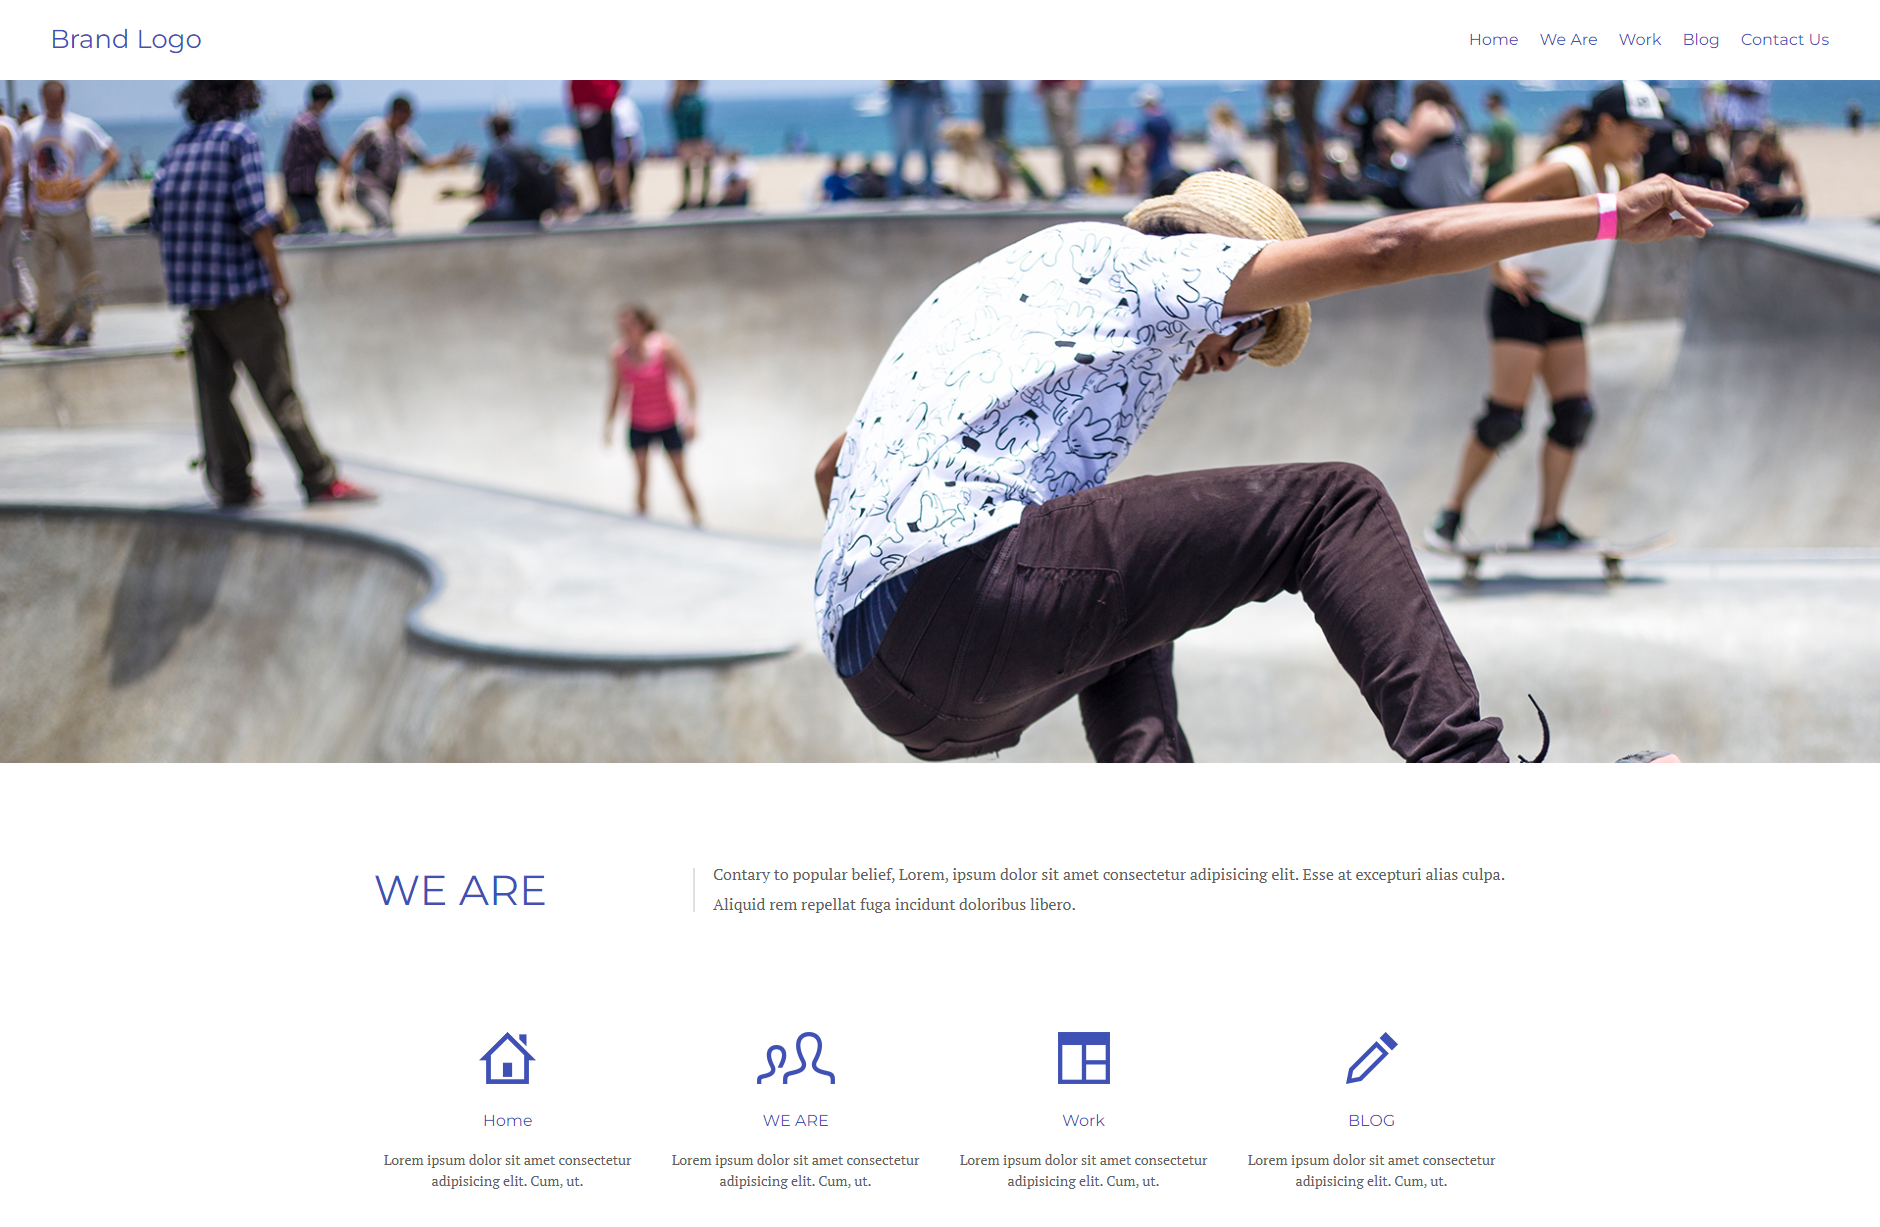 Brand Logo
Home We Are Work Blog Contact Us
WE ARE
Contary to popular belief, Lorem, ipsum dolor sit amet consectetur adipisicing elit. Esse at excepturi alias culpa.
Aliquid rem repellat fuga incidunt doloribus libero.
Home
Lorem ipsum dolor sit amet consectetur
adipisicing elit. Cum, ut.
WE ARE
Lorem ipsum dolor sit amet consectetur
adipisicing elit. Cum, ut.
Work
Lorem ipsum dolor sit amet consectetur
adipisicing elit. Cum, ut.
BLOG
Lorem ipsum dolor sit amet consectetur
adipisicing elit. Cum, ut.